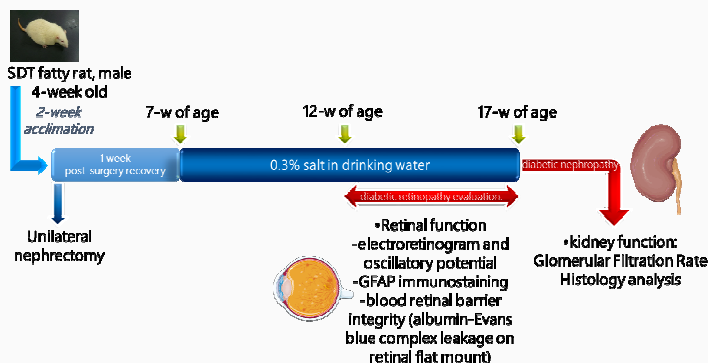 SDT fatty rat, male
4-week old
2-week
acclimation
7-w of age
12-w of age
17-w of age
1 week
post-surgery recovery
0.3% salt in drinking water
diabetic nephropathy
diabetic retinopathy evaluation.
Unilateral
nephrectomy
•Retinal function
-electroretinogram and
oscillatory potential
-GFAP immunostaining
-blood retinal barrier
integrity (albumin-Evans
blue complex leakage on
retinal flat mount)
•kidney function:
Glomerular Filtration Rate
Histology analysis